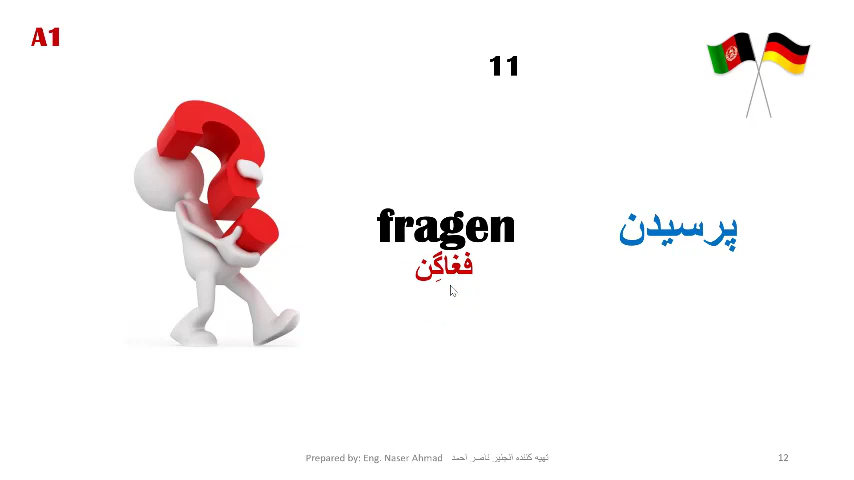 A1
11
fragen
پرسیدن
فغاگِن
Prepared by: Eng. Naser Ahmad تهیه کننده انجنیر ناصر احمد
12